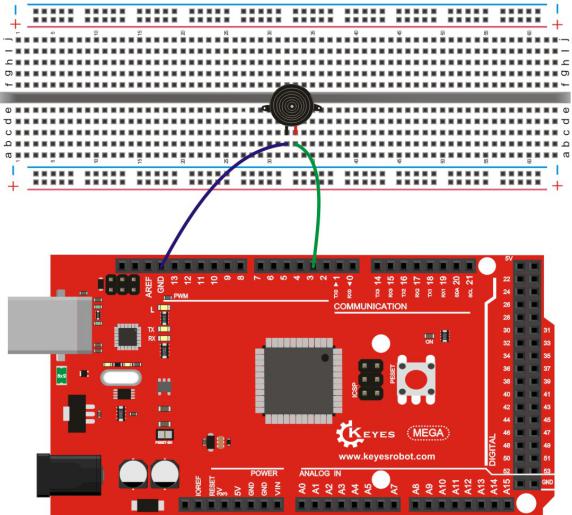 1 5 10 15 20 25 30 35 40 45 50 55 60
j
i
h
g
f
e
d
c
b
a
AREF
GND
13
12
11
10
9
8
7
6
5
4
3
2
TX0 ▶ 1
RX0 ◀ 0
TX3 14
RX3 15
TX2 16
RX2 17
TX1 18
RX1 19
SDA 20
SCL 21
PWM
COMMUNICATION
L
TX
RX
ON
ICSP
RESET
KEYES
MEGA
www.keyesrobot.com
DIGITAL
5V
22
24
26
28
30
32
34
36
38
40
42
44
46
48
50
52
31
33
35
37
39
41
43
45
47
49
51
53
GND
POWER
IOREF
RESET
3V3
5V
GND
GND
VIN
ANALOG IN
A0
A1
A2
A3
A4
A5
A7
A8
A9
A10
A11
A12
A13
A14
A15